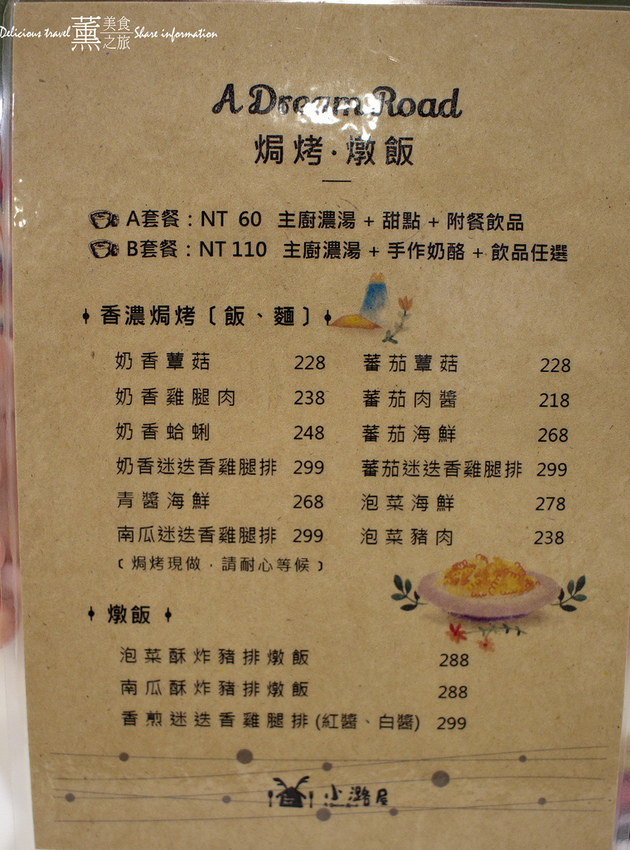 Delicious travel 薰 美食之旅 Share information
A Dream Road
焗烤·燉飯
A套餐：NT 60 主廚濃湯 + 甜點 + 附餐飲品
B套餐：NT 110 主廚濃湯 + 手作奶酪 + 飲品任選
香濃焗烤〔飯、麵〕
奶香蕈菇 228 蕃茄蕈菇 228
奶香雞腿肉 238 蕃茄肉醬 218
奶香蛤蜊 248 蕃茄海鮮 268
奶香迷迭香雞腿排 299 蕃茄迷迭香雞腿排 299
青醬海鮮 268 泡菜海鮮 278
南瓜迷迭香雞腿排 299 泡菜豬肉 238
〔焗烤現做．請耐心等候〕
燉飯
泡菜酥炸豬排燉飯 288
南瓜酥炸豬排燉飯 288
香煎迷迭香雞腿排(紅醬、白醬) 299
小潞屋